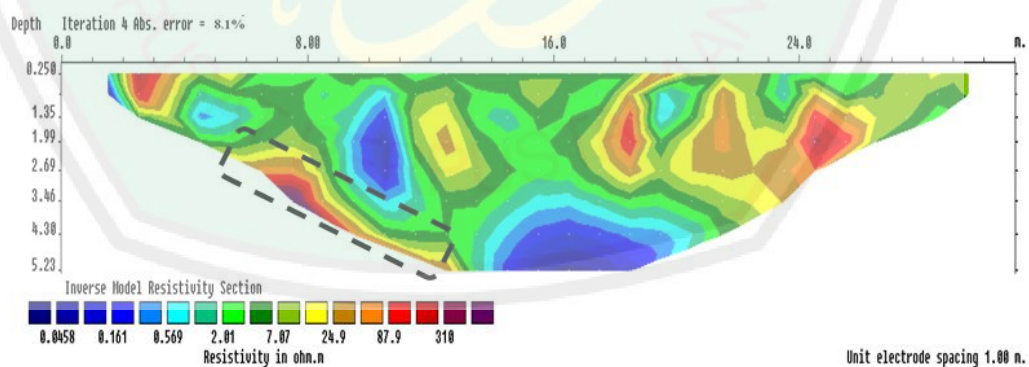 Depth Iteration 4 Abs. error = 8.1%
0.0 8.00 16.0 24.0 m.
0.250
1.35
1.99
2.69
3.46
4.30
5.23
Inverse Model Resistivity Section
0.0458 0.161 0.569 2.01 7.07 24.9 87.9 310
Resistivity in ohm.m
Unit electrode spacing 1.00 m.